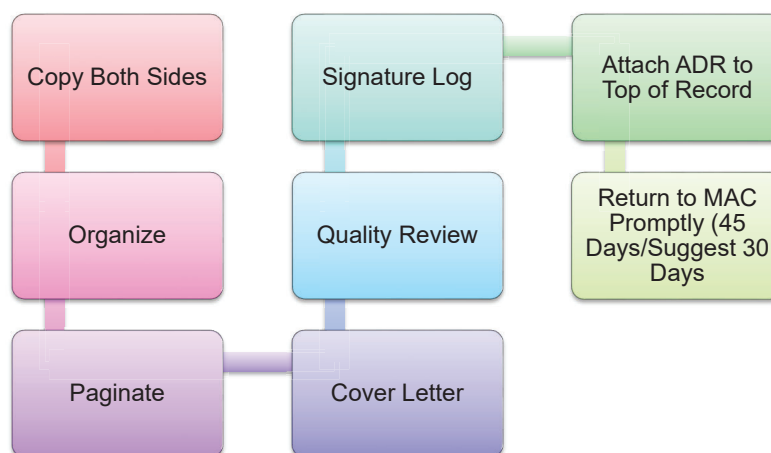 Copy Both Sides
Organize
Paginate
Cover Letter
Quality Review
Signature Log
Attach ADR to
Top of Record
Return to MAC
Promptly (45
Days/Suggest 30
Days